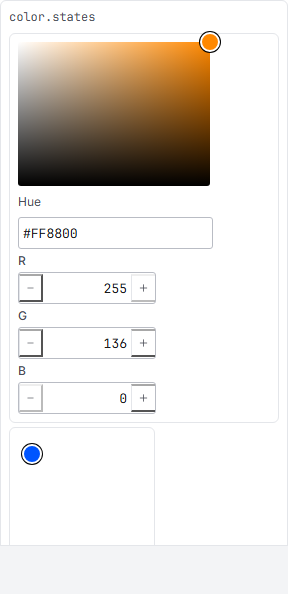 color.states
Hue
#FF8800
R
− 255 +
G
− 136 +
B
− 0 +